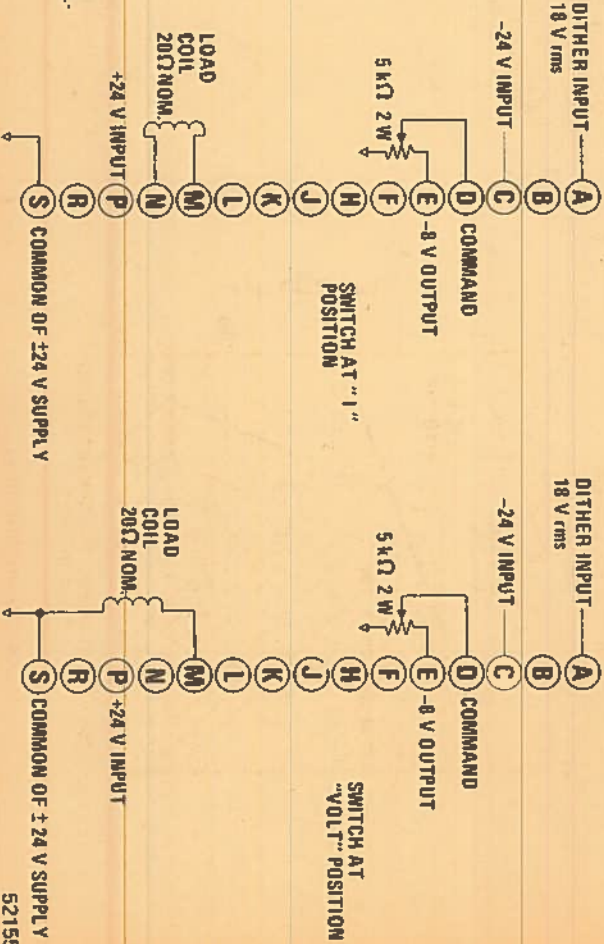 DITHER INPUT
18 V rms
A
B
-24 V INPUT
C
D COMMAND
E -8 V OUTPUT
5 kΩ 2 W
F
H
SWITCH AT "I"
POSITION
J
K
L
LOAD
COIL
20Ω NOM.
M
N
+24 V INPUT
P
R
S COMMON OF ±24 V SUPPLY
DITHER INPUT
18 V rms
A
B
-24 V INPUT
C
D COMMAND
E -8 V OUTPUT
5 kΩ 2 W
F
H
SWITCH AT
"VOLT" POSITION
J
K
L
M
LOAD
COIL
20Ω NOM.
N
P +24 V INPUT
R
S COMMON OF ± 24 V SUPPLY